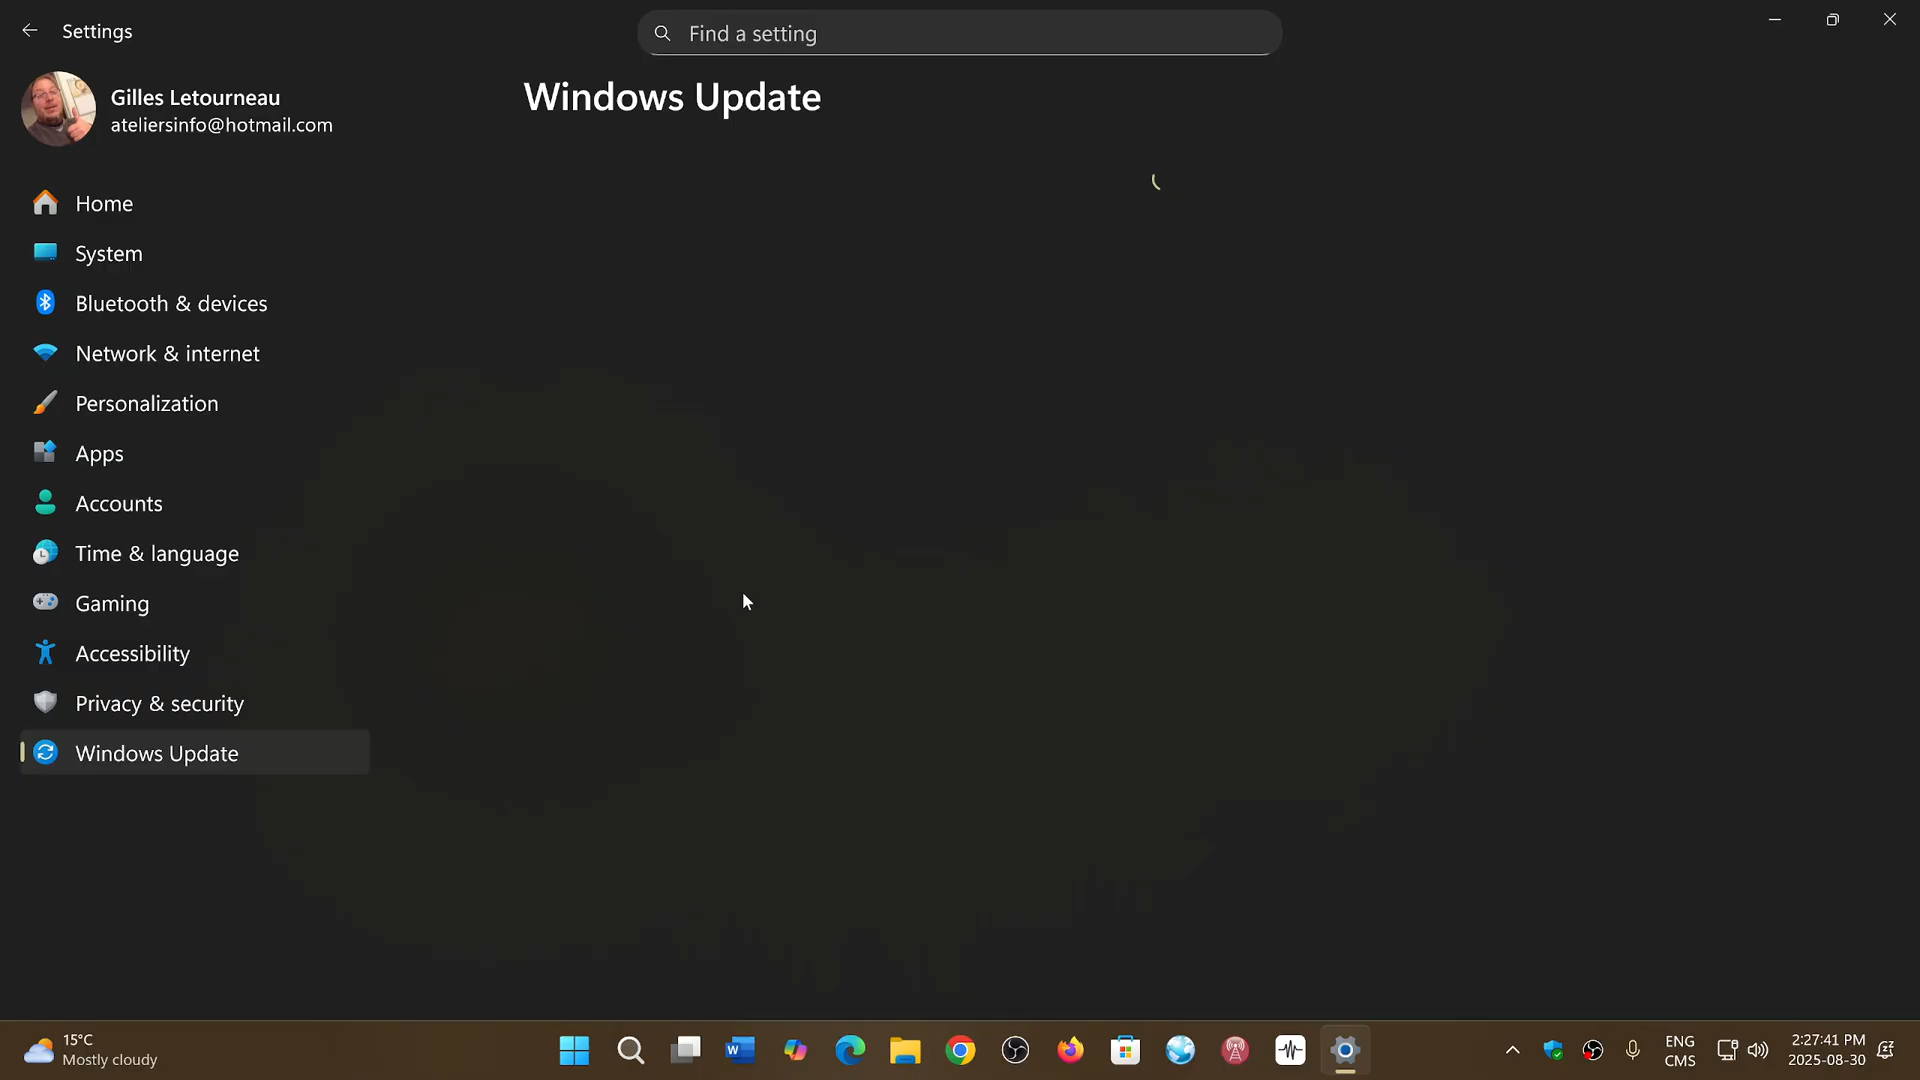 Settings
Find a setting
Gilles Letourneau
ateliersinfo@hotmail.com
Windows Update
Home
System
Bluetooth & devices
Network & internet
Personalization
Apps
Accounts
Time & language
Gaming
Accessibility
Privacy & security
Windows Update
15°C
Mostly cloudy
W
ENG
CMS
2:27:41 PM
2025-08-30